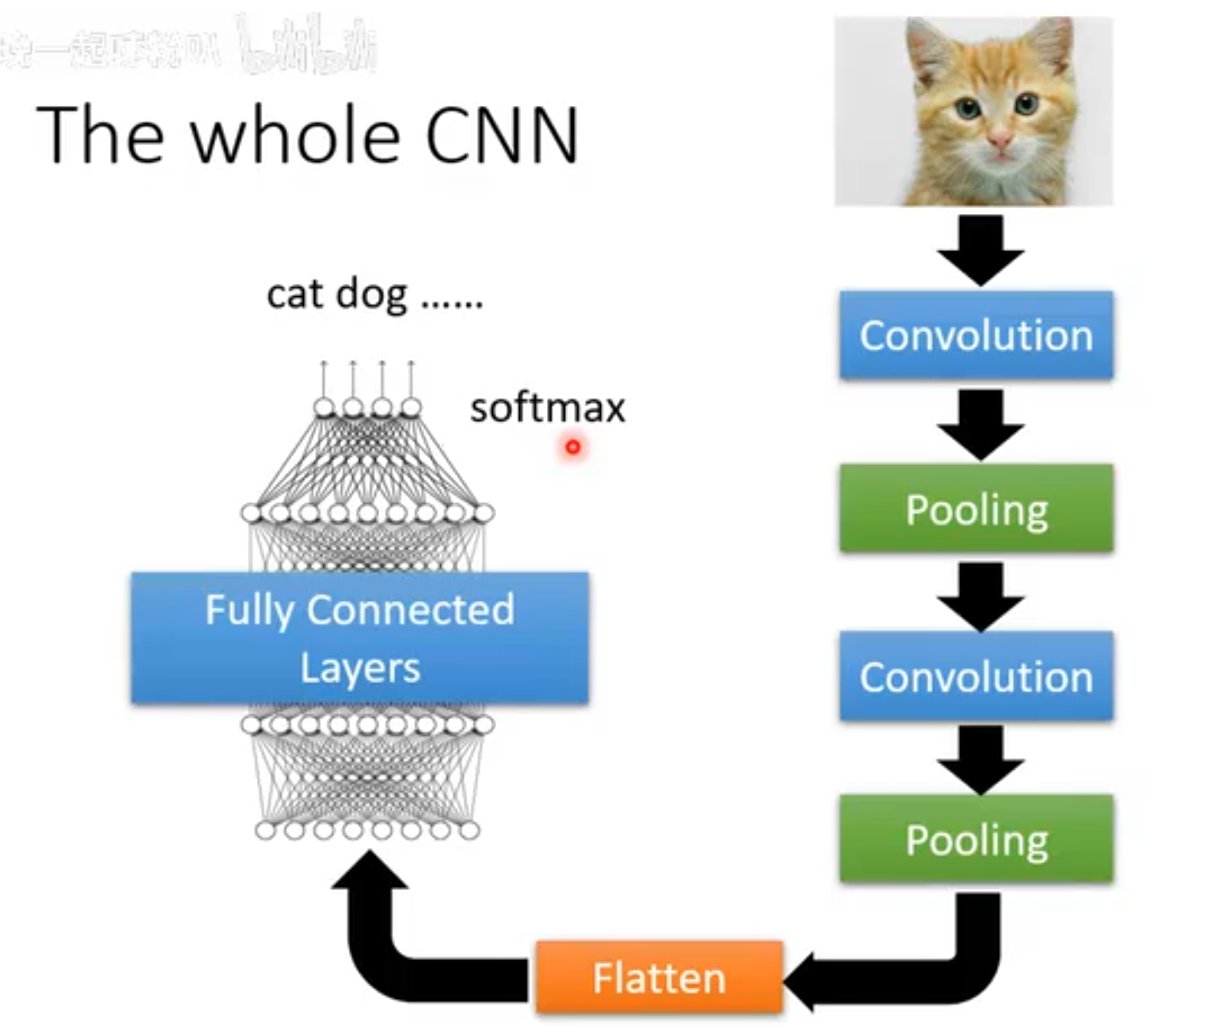 The whole CNN
cat dog ……
softmax
Fully Connected
Layers
Convolution
Pooling
Convolution
Pooling
Flatten